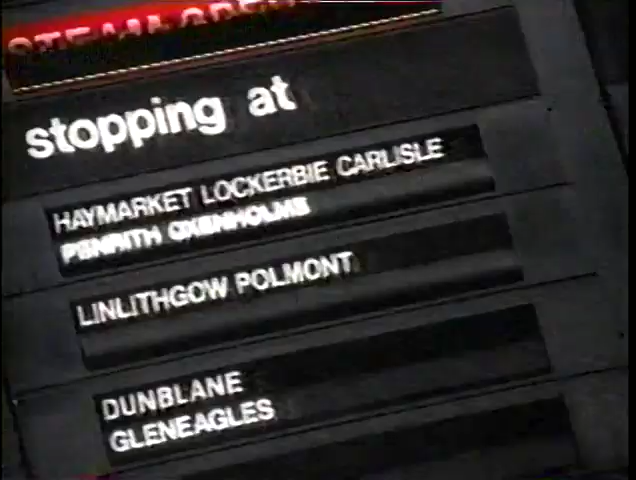 stopping at
HAYMARKET LOCKERBIE CARLISLE
PENRITH OXENHOLME
LINLITHGOW POLMONT
DUNBLANE
GLENEAGLES